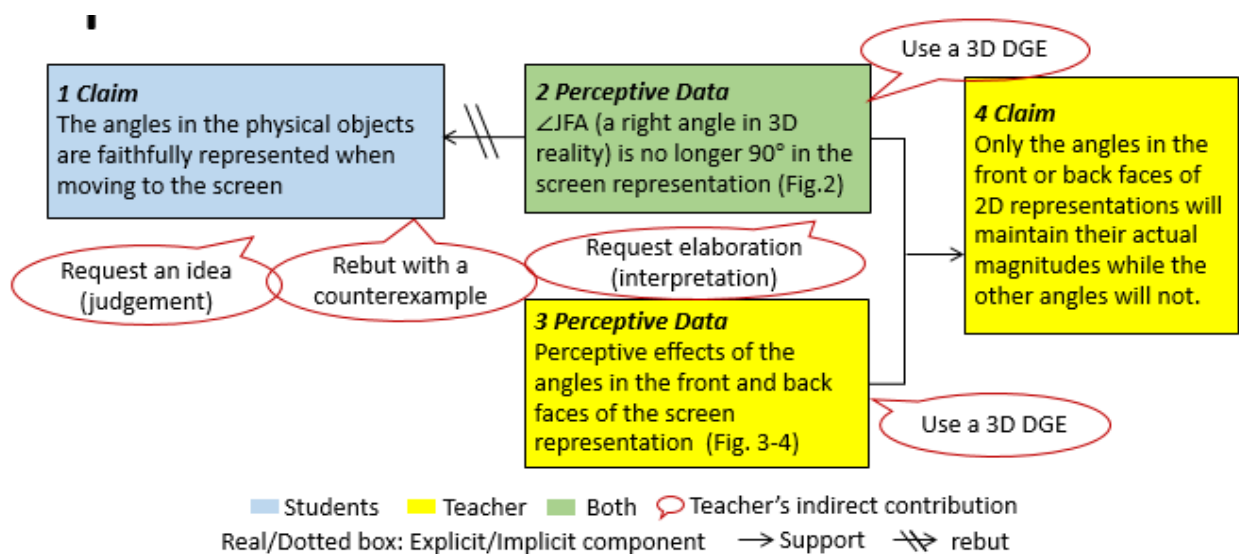 Use a 3D DGE
1 Claim
The angles in the physical objects
are faithfully represented when
moving to the screen
2 Perceptive Data
∠JFA (a right angle in 3D
reality) is no longer 90° in the
screen representation (Fig.2)
4 Claim
Only the angles in the
front or back faces of
2D representations will
maintain their actual
magnitudes while the
other angles will not.
Request an idea
(judgement)
Rebut with a
counterexample
Request elaboration
(interpretation)
3 Perceptive Data
Perceptive effects of the
angles in the front and back
faces of the screen
representation (Fig. 3-4)
Use a 3D DGE
Students Teacher Both Teacher's indirect contribution
Real/Dotted box: Explicit/Implicit component Support rebut